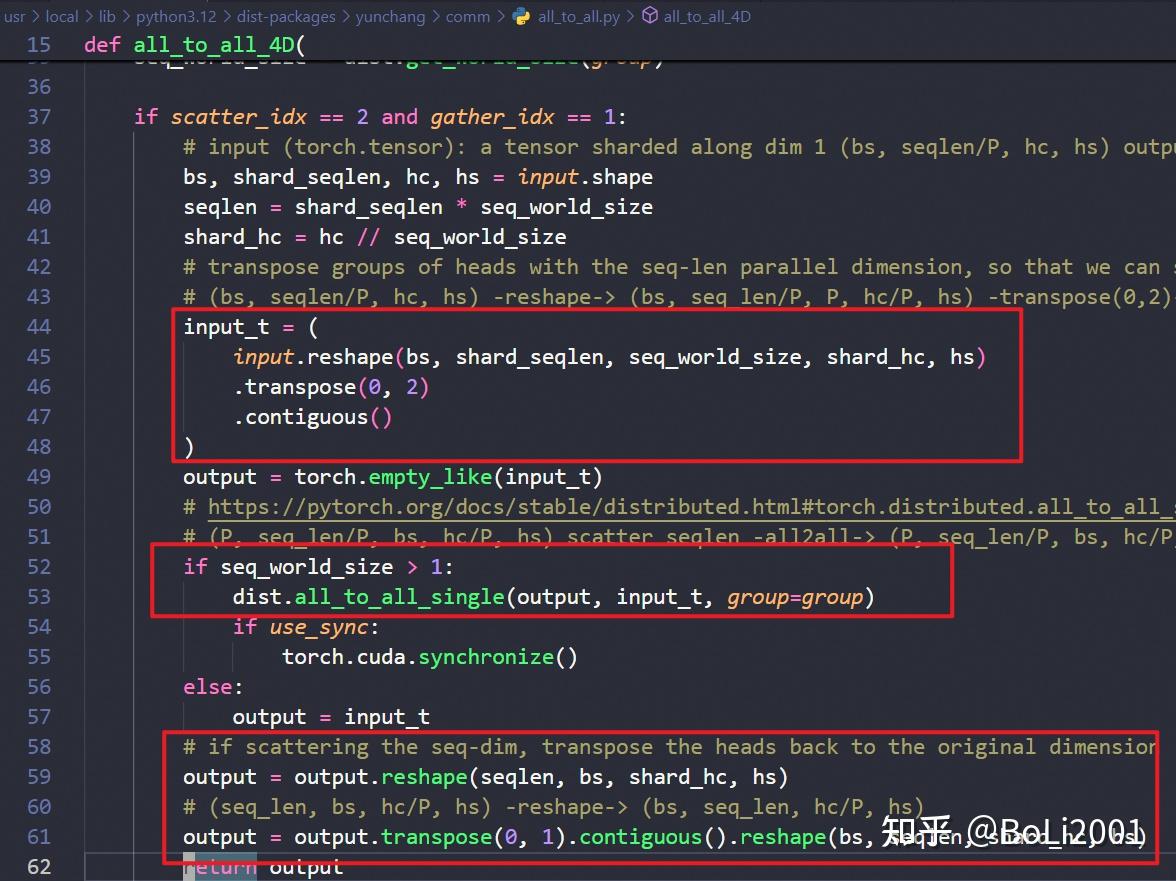 usr > local > lib > python3.12 > dist-packages > yunchang > comm > all_to_all.py > all_to_all_4D
15 def all_to_all_4D(
36
37 if scatter_idx == 2 and gather_idx == 1:
38 # input (torch.tensor): a tensor sharded along dim 1 (bs, seqlen/P, hc, hs) outpu
39 bs, shard_seqlen, hc, hs = input.shape
40 seqlen = shard_seqlen * seq_world_size
41 shard_hc = hc // seq_world_size
42 # transpose groups of heads with the seq-len parallel dimension, so that we can s
43 # (bs, seqlen/P, hc, hs) -reshape-> (bs, seq_len/P, P, hc/P, hs) -transpose(0,2)-
44 input_t = (
45 input.reshape(bs, shard_seqlen, seq_world_size, shard_hc, hs)
46 .transpose(0, 2)
47 .contiguous()
48 )
49 output = torch.empty_like(input_t)
50 # https://pytorch.org/docs/stable/distributed.html#torch.distributed.all_to_all_s
51 # (P, seq_len/P, bs, hc/P, hs) scatter seqlen -all2all-> (P, seq_len/P, bs, hc/P,
52 if seq_world_size > 1:
53 dist.all_to_all_single(output, input_t, group=group)
54 if use_sync:
55 torch.cuda.synchronize()
56 else:
57 output = input_t
58 # if scattering the seq-dim, transpose the heads back to the original dimension
59 output = output.reshape(seqlen, bs, shard_hc, hs)
60 # (seq_len, bs, hc/P, hs) -reshape-> (bs, seq_len, hc/P, hs)
61 output = output.transpose(0, 1).contiguous().reshape(bs, seqlen, shard_hc, hs)
知乎 @BoLi2001
62 return output